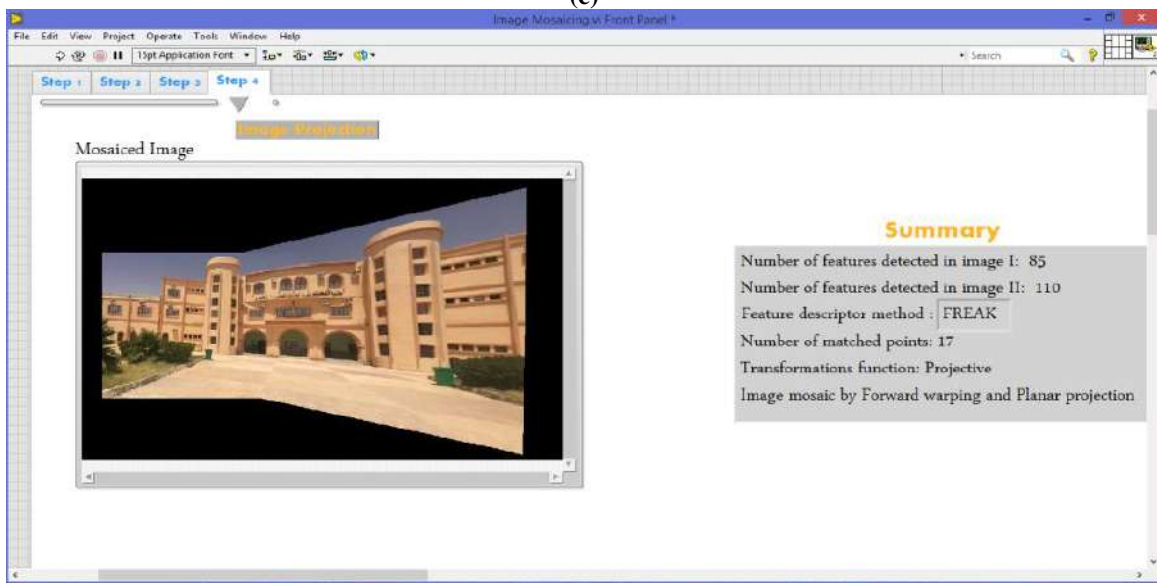 (c)
Image Mosaicing.vi Front Panel *
File Edit View Project Operate Tools Window Help
15pt Application Font
Search
Step 1 Step 2 Step 3 Step 4
Image Projection
Mosaiced Image
Summary
Number of features detected in image I: 85
Number of features detected in image II: 110
Feature descriptor method : FREAK
Number of matched points: 17
Transformations function: Projective
Image mosaic by Forward warping and Planar projection